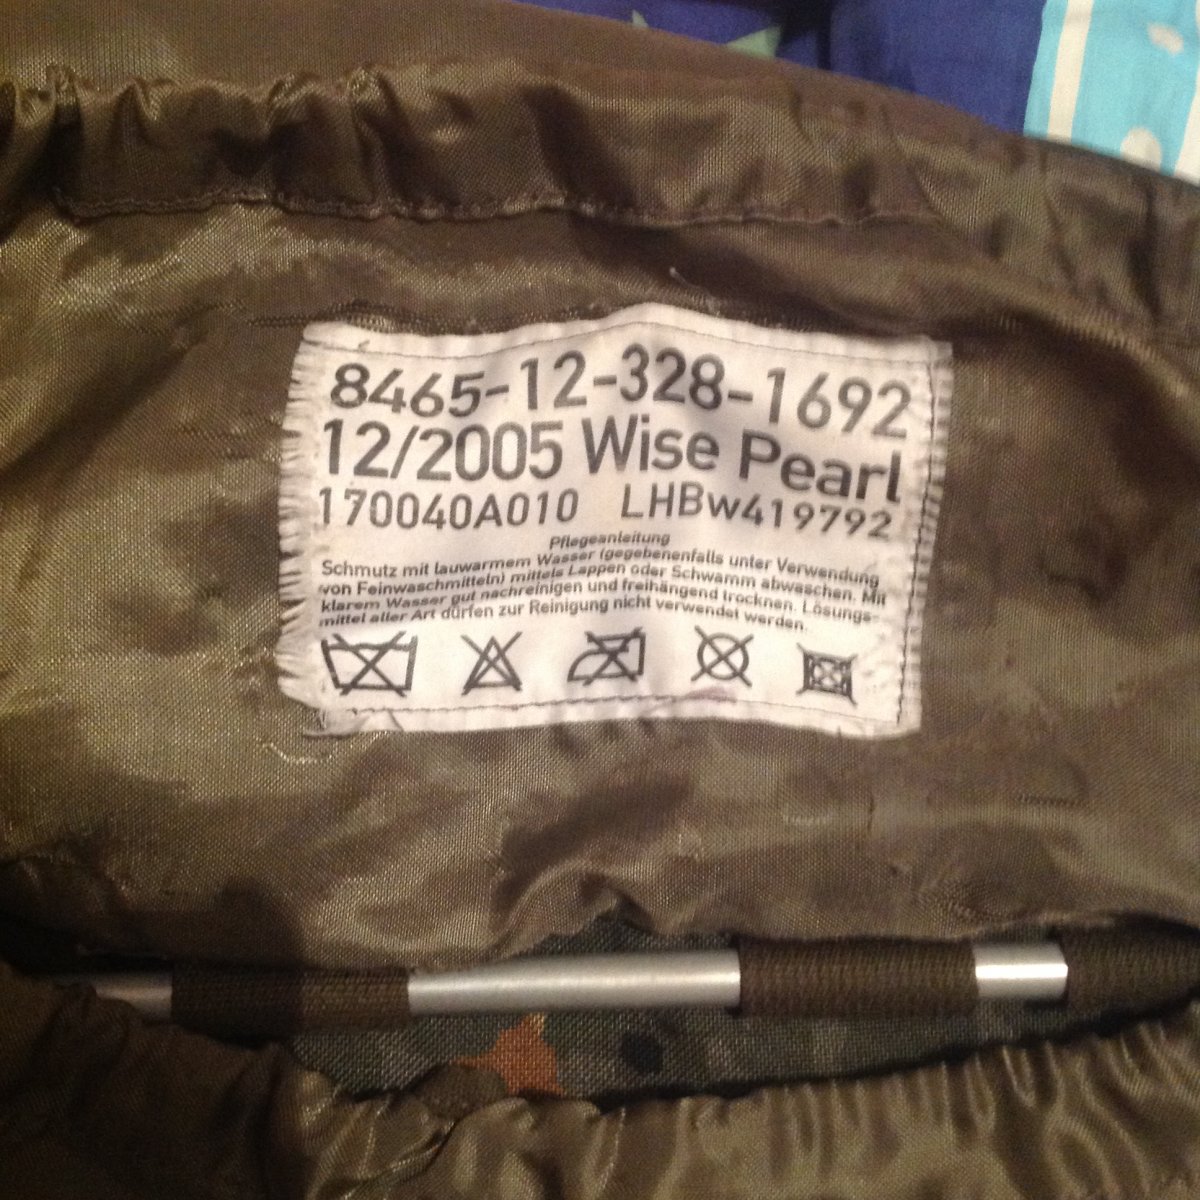 8465-12-328-1692
12/2005 Wise Pearl
170040A010 LHBw419792
Pflegeanleitung
Schmutz mit lauwarmem Wasser (gegebenenfalls unter Verwendung
von Feinwaschmitteln) mittels Lappen oder Schwamm abwaschen. Mit
klarem Wasser gut nachreinigen und freihängend trocknen. Lösungs-
mittel aller Art dürfen zur Reinigung nicht verwendet werden.